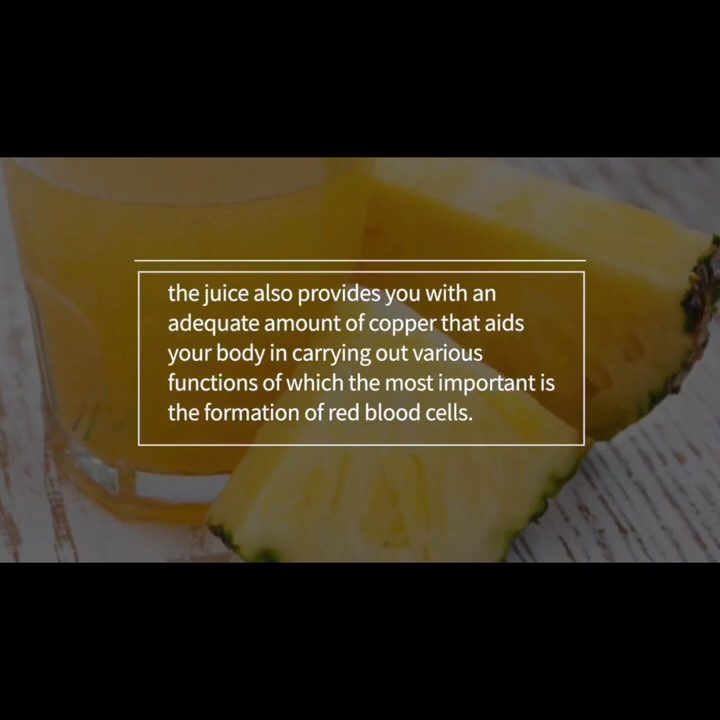 the juice also provides you with an
adequate amount of copper that aids
your body in carrying out various
functions of which the most important is
the formation of red blood cells.